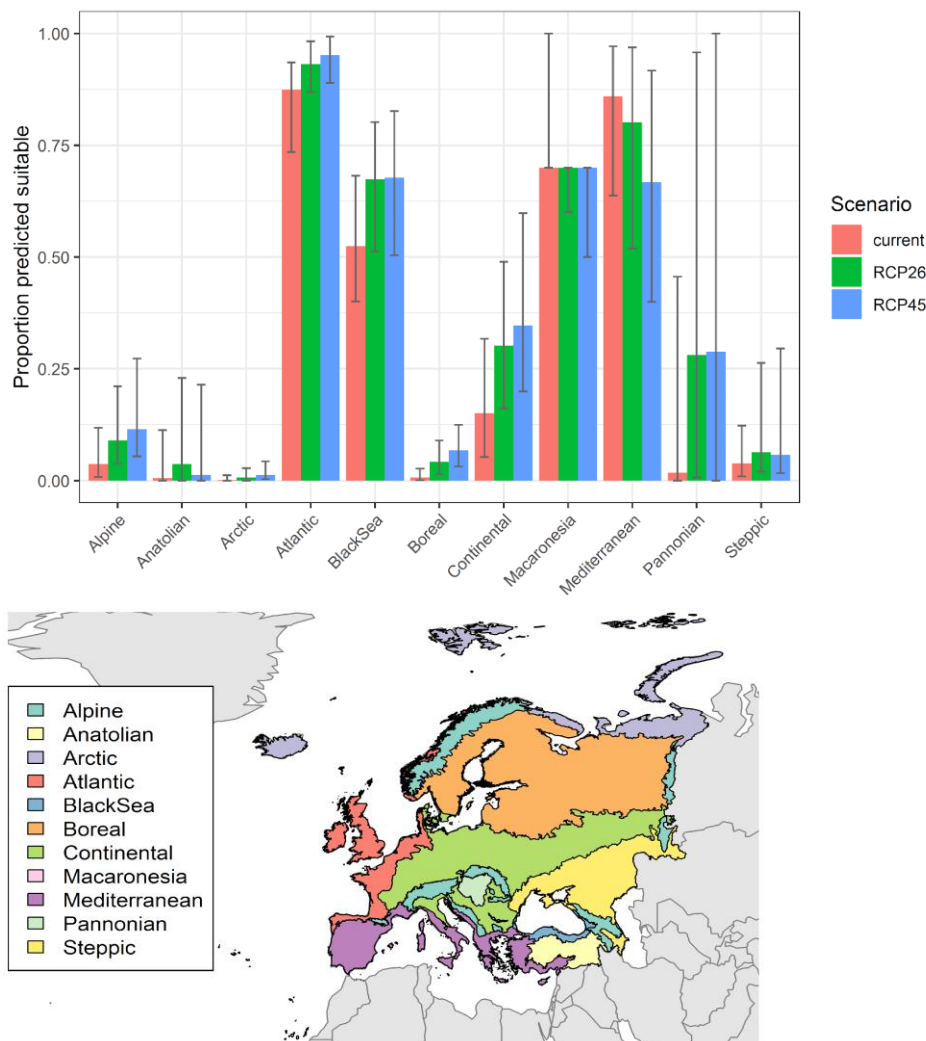 1.00
0.75
0.50
0.25
0.00
Proportion predicted suitable
Alpine
Anatolian
Arctic
Atlantic
BlackSea
Boreal
Continental
Macaronesia
Mediterranean
Pannonian
Steppic
Scenario
current
RCP26
RCP45
Alpine
Anatolian
Arctic
Atlantic
BlackSea
Boreal
Continental
Macaronesia
Mediterranean
Pannonian
Steppic